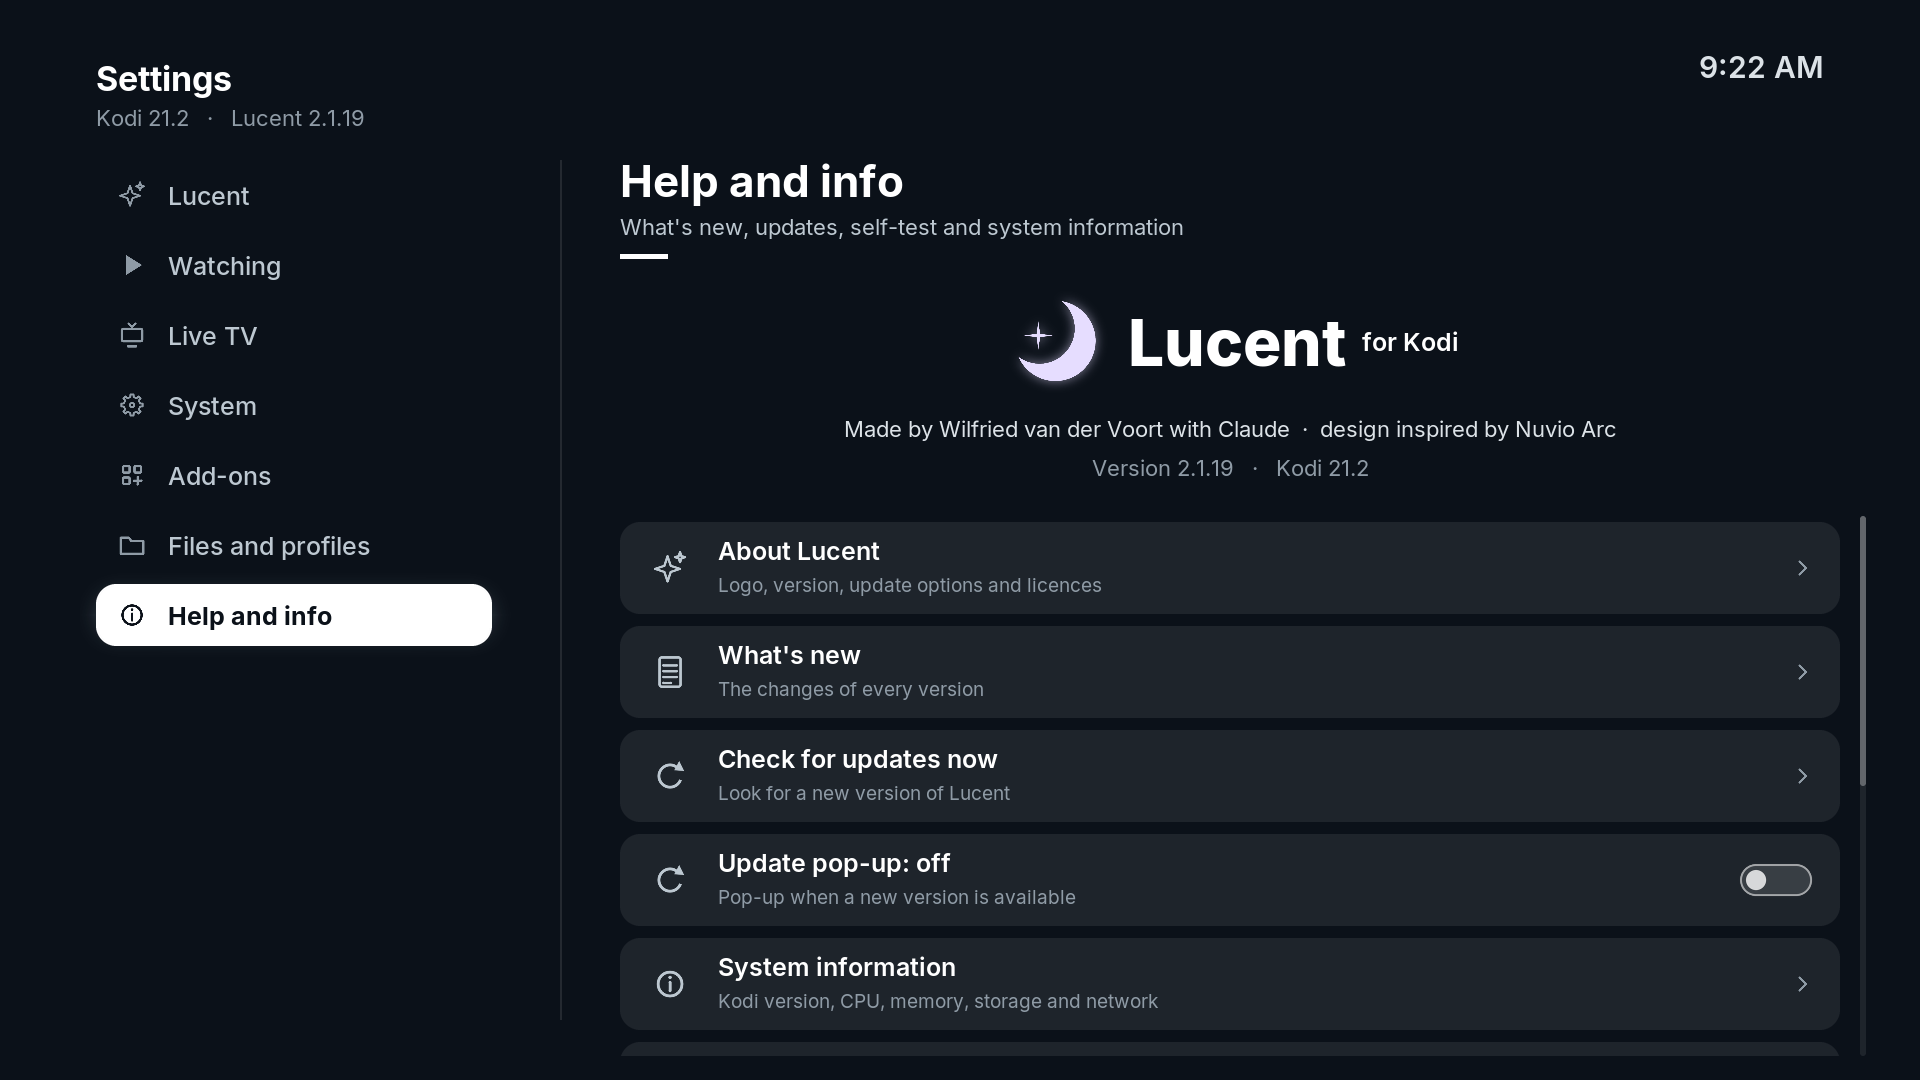 Settings
Kodi 21.2 · Lucent 2.1.19
9:22 AM
Lucent
Watching
Live TV
System
Add-ons
Files and profiles
Help and info
Help and info
What's new, updates, self-test and system information
Lucent for Kodi
Made by Wilfried van der Voort with Claude · design inspired by Nuvio Arc
Version 2.1.19 · Kodi 21.2
About Lucent
Logo, version, update options and licences
What's new
The changes of every version
Check for updates now
Look for a new version of Lucent
Update pop-up: off
Pop-up when a new version is available
System information
Kodi version, CPU, memory, storage and network